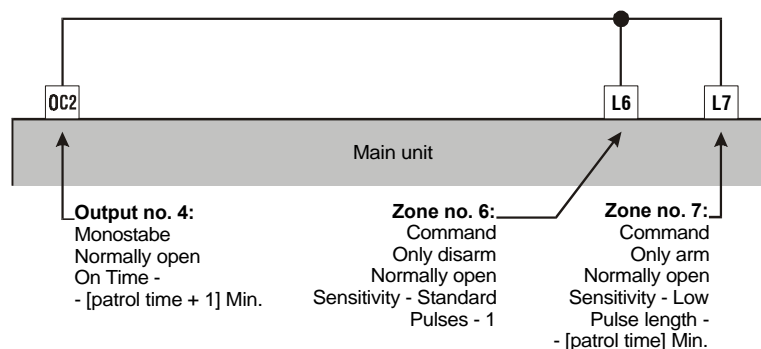 OC2
L6
L7
Main unit
Output no. 4:
Monostabe
Normally open
On Time -
- [patrol time + 1] Min.
Zone no. 6:
Command
Only disarm
Normally open
Sensitivity - Standard
Pulses - 1
Zone no. 7:
Command
Only arm
Normally open
Sensitivity - Low
Pulse length -
- [patrol time] Min.